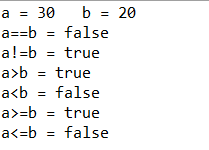 a = 30   b = 20
a==b = false
a!=b = true
a>b = true
a<b = false
a>=b = true
a<=b = false